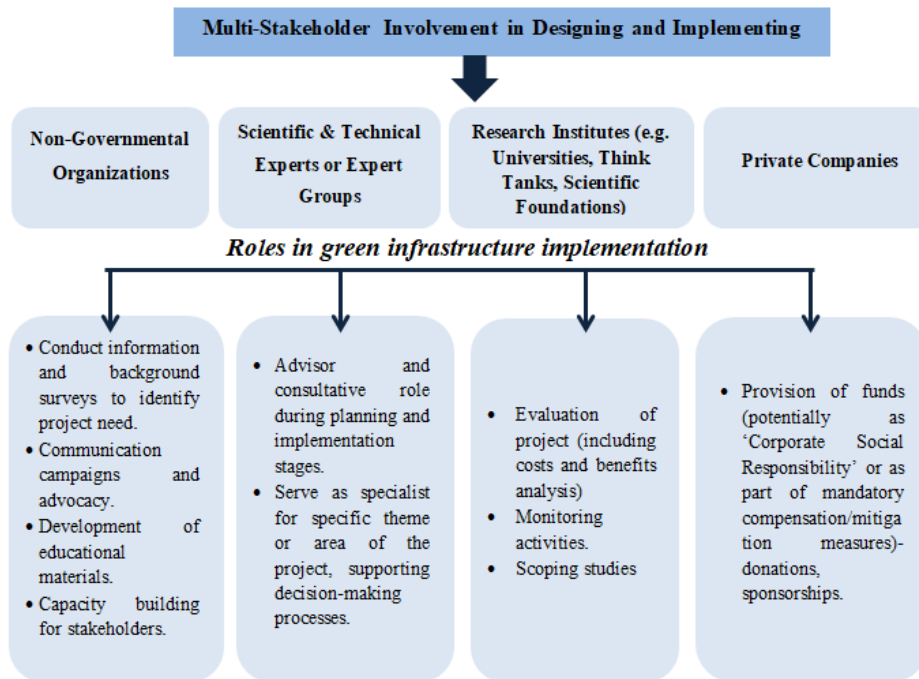 Multi-Stakeholder Involvement in Designing and Implementing
Non-Governmental
Organizations
Scientific & Technical
Experts or Expert
Groups
Research Institutes (e.g.
Universities, Think
Tanks, Scientific
Foundations)
Private Companies
Roles in green infrastructure implementation
• Conduct information
and background
surveys to identify
project need.
• Communication
campaigns and
advocacy.
• Development of
educational
materials.
• Capacity building
for stakeholders.
• Advisor and
consultative role
during planning and
implementation
stages.
• Serve as specialist
for specific theme
or area of the
project, supporting
decision-making
processes.
• Evaluation of
project (including
costs and benefits
analysis)
• Monitoring
activities.
• Scoping studies
• Provision of funds
(potentially as
‘Corporate Social
Responsibility’ or as
part of mandatory
compensation/mitiga
tion measures)-
donations,
sponsorships.